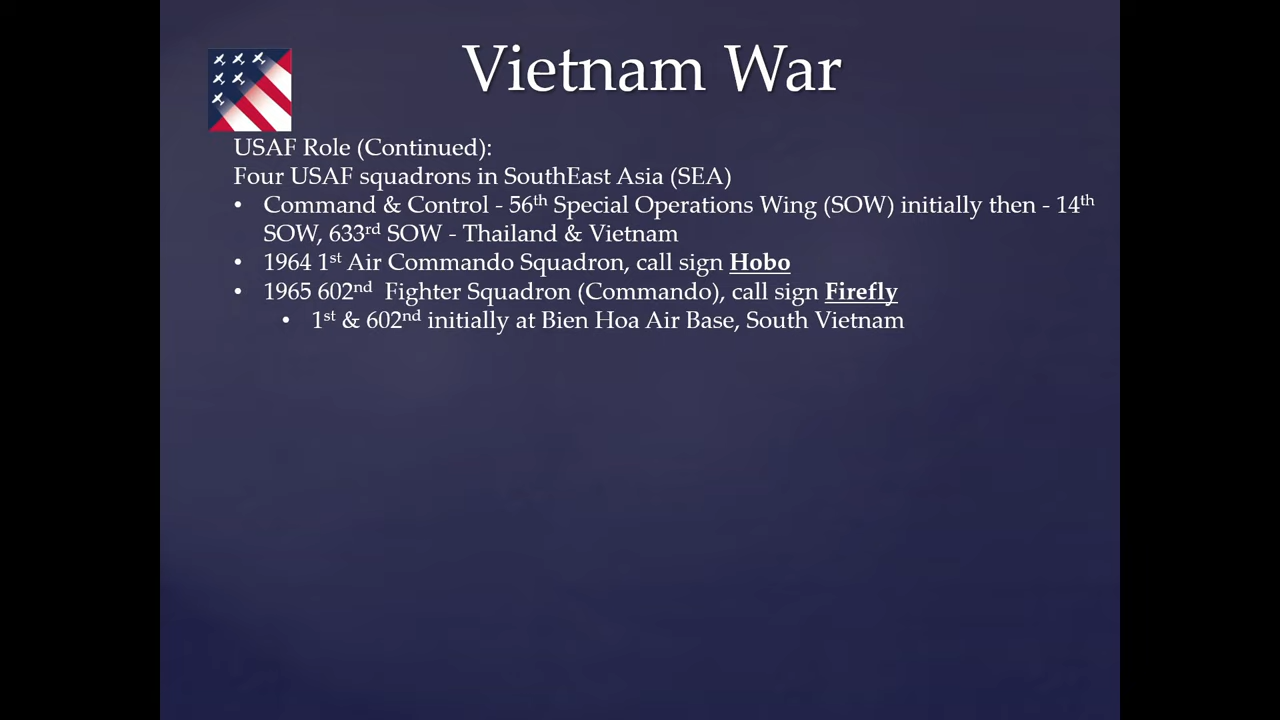 Vietnam War
USAF Role (Continued):
Four USAF squadrons in SouthEast Asia (SEA)
• Command & Control - 56th Special Operations Wing (SOW) initially then - 14th
SOW, 633rd SOW - Thailand & Vietnam
• 1964 1st Air Commando Squadron, call sign Hobo
• 1965 602nd  Fighter Squadron (Commando), call sign Firefly
• 1st & 602nd initially at Bien Hoa Air Base, South Vietnam